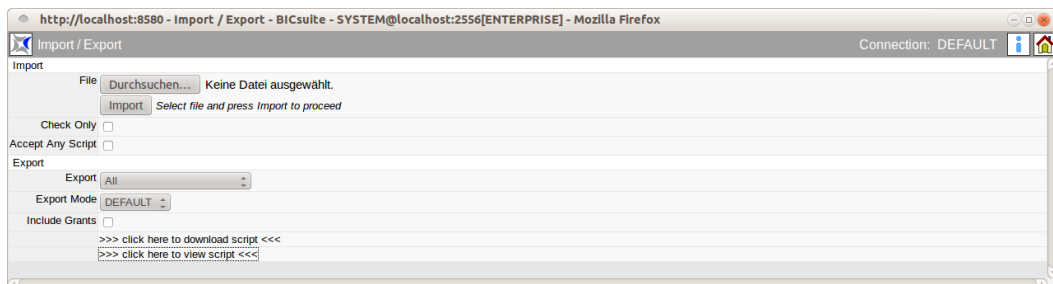 http://localhost:8580 - Import / Export - BICsuite - SYSTEM@localhost:2556[ENTERPRISE] - Mozilla Firefox
Import / Export Connection: DEFAULT
Import
File Durchsuchen... Keine Datei ausgewählt.
Import Select file and press Import to proceed
Check Only
Accept Any Script
Export
Export All
Export Mode DEFAULT
Include Grants
>>> click here to download script <<<
>>> click here to view script <<<